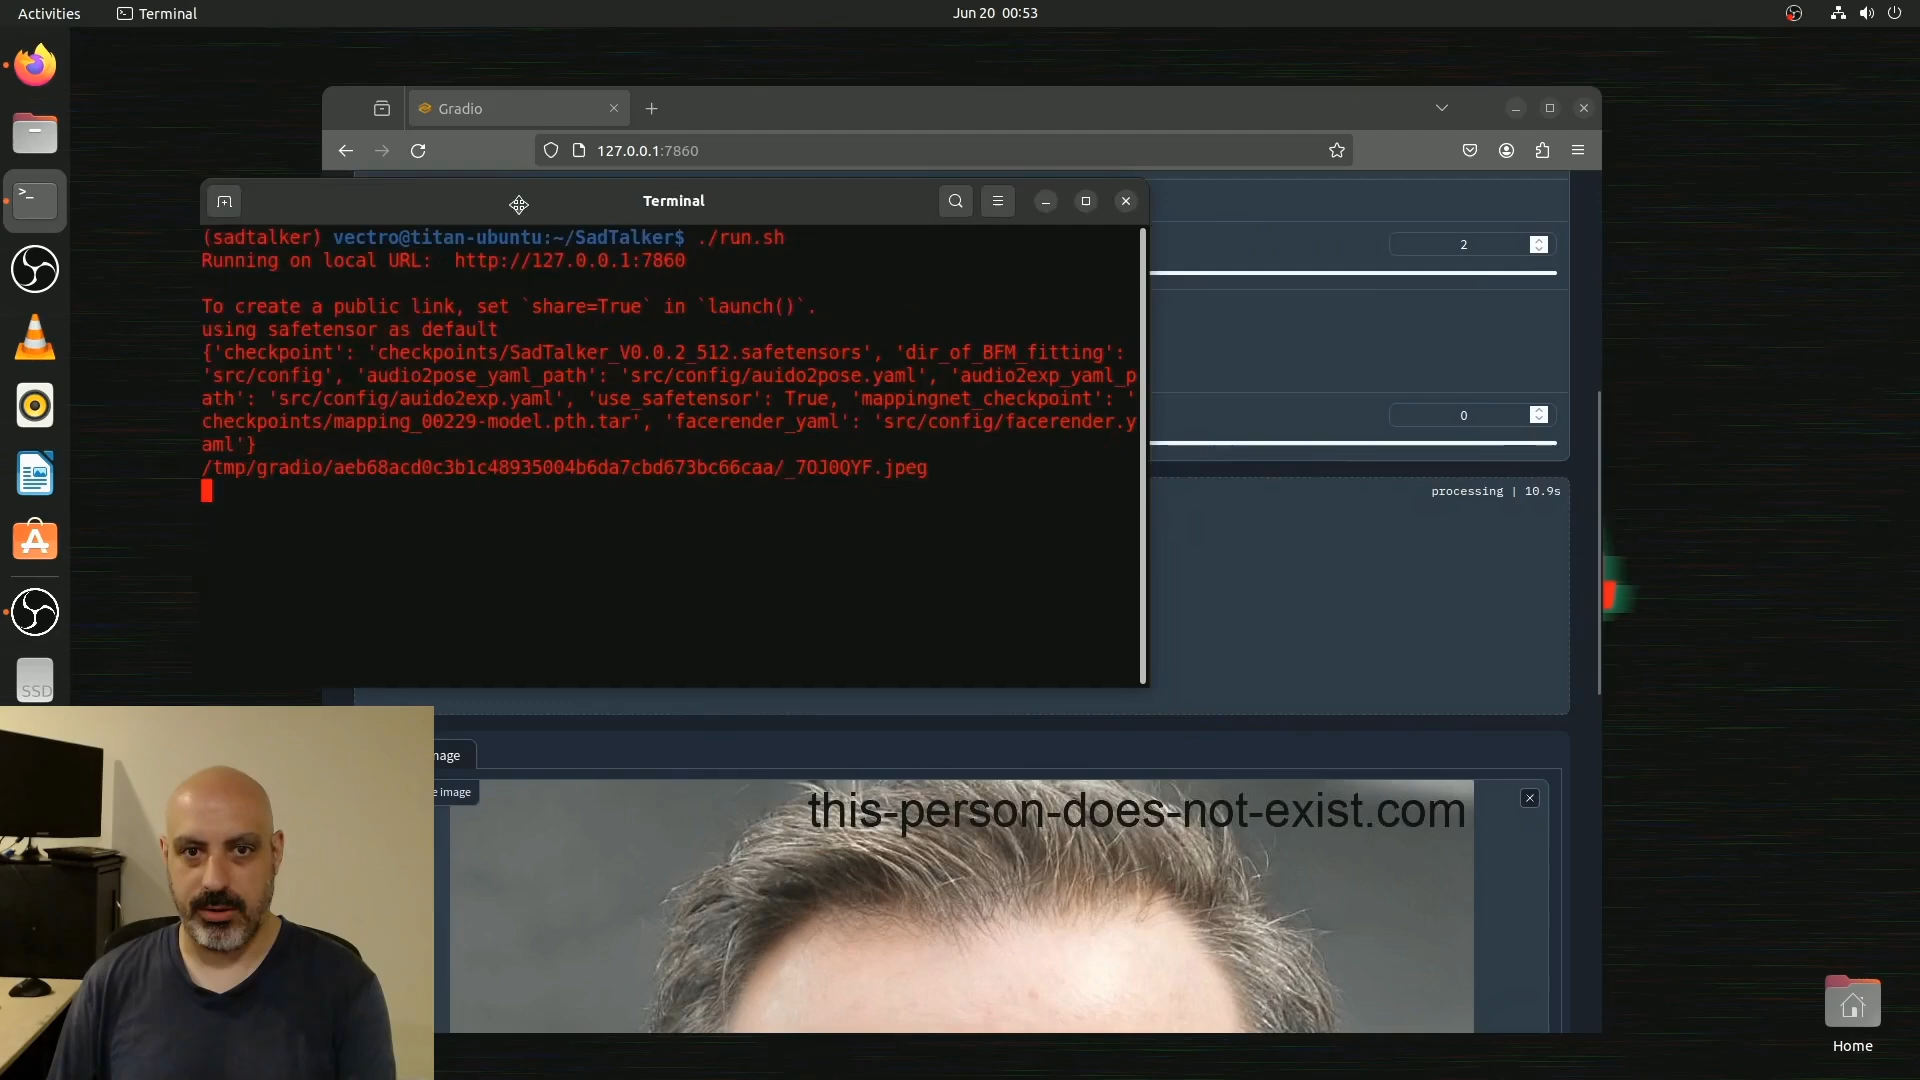 Activities
Terminal
Jun 20 00:53
Gradio
127.0.0.1:7860
Terminal
(sadtalker) vectro@titan-ubuntu:~/SadTalker$ ./run.sh
Running on local URL:  http://127.0.0.1:7860
To create a public link, set `share=True` in `launch()`.
using safetensor as default
{'checkpoint': 'checkpoints/SadTalker_V0.0.2_512.safetensors', 'dir_of_BFM_fitting':
'src/config', 'audio2pose_yaml_path': 'src/config/auido2pose.yaml', 'audio2exp_yaml_p
ath': 'src/config/auido2exp.yaml', 'use_safetensor': True, 'mappingnet_checkpoint': '
checkpoints/mapping_00229-model.pth.tar', 'facerender_yaml': 'src/config/facerender.y
aml'}
/tmp/gradio/aeb68acd0c3b1c48935004b6da7cbd673bc66caa/_7OJ0QYF.jpeg
2
0
processing | 10.9s
mage
e image
this-person-does-not-exist.com
SSD
Home